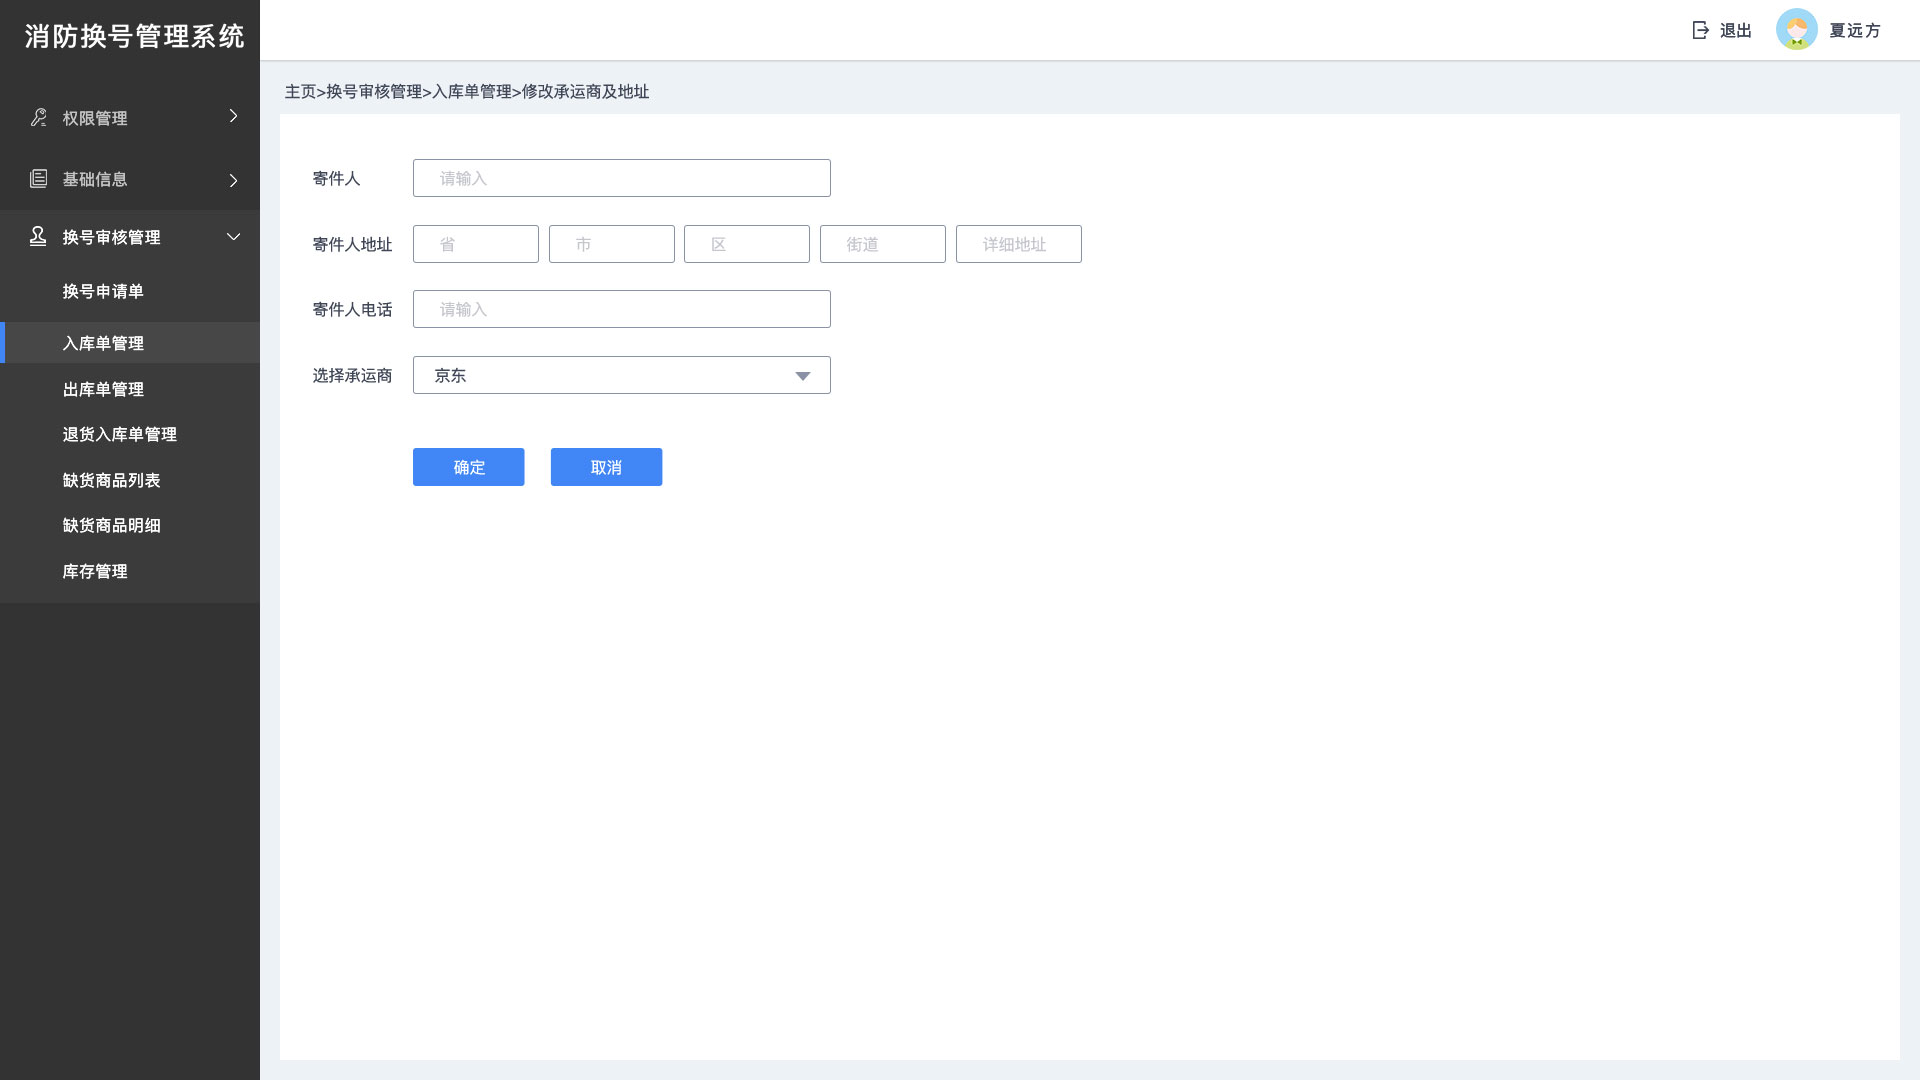 消防换号管理系统
退出
夏远方
权限管理
基础信息
换号审核管理
换号申请单
入库单管理
出库单管理
退货入库单管理
缺货商品列表
缺货商品明细
库存管理
主页>换号审核管理>入库单管理>修改承运商及地址
寄件人 请输入
寄件人地址 省 市 区 街道 详细地址
寄件人电话 请输入
选择承运商 京东
确定 取消